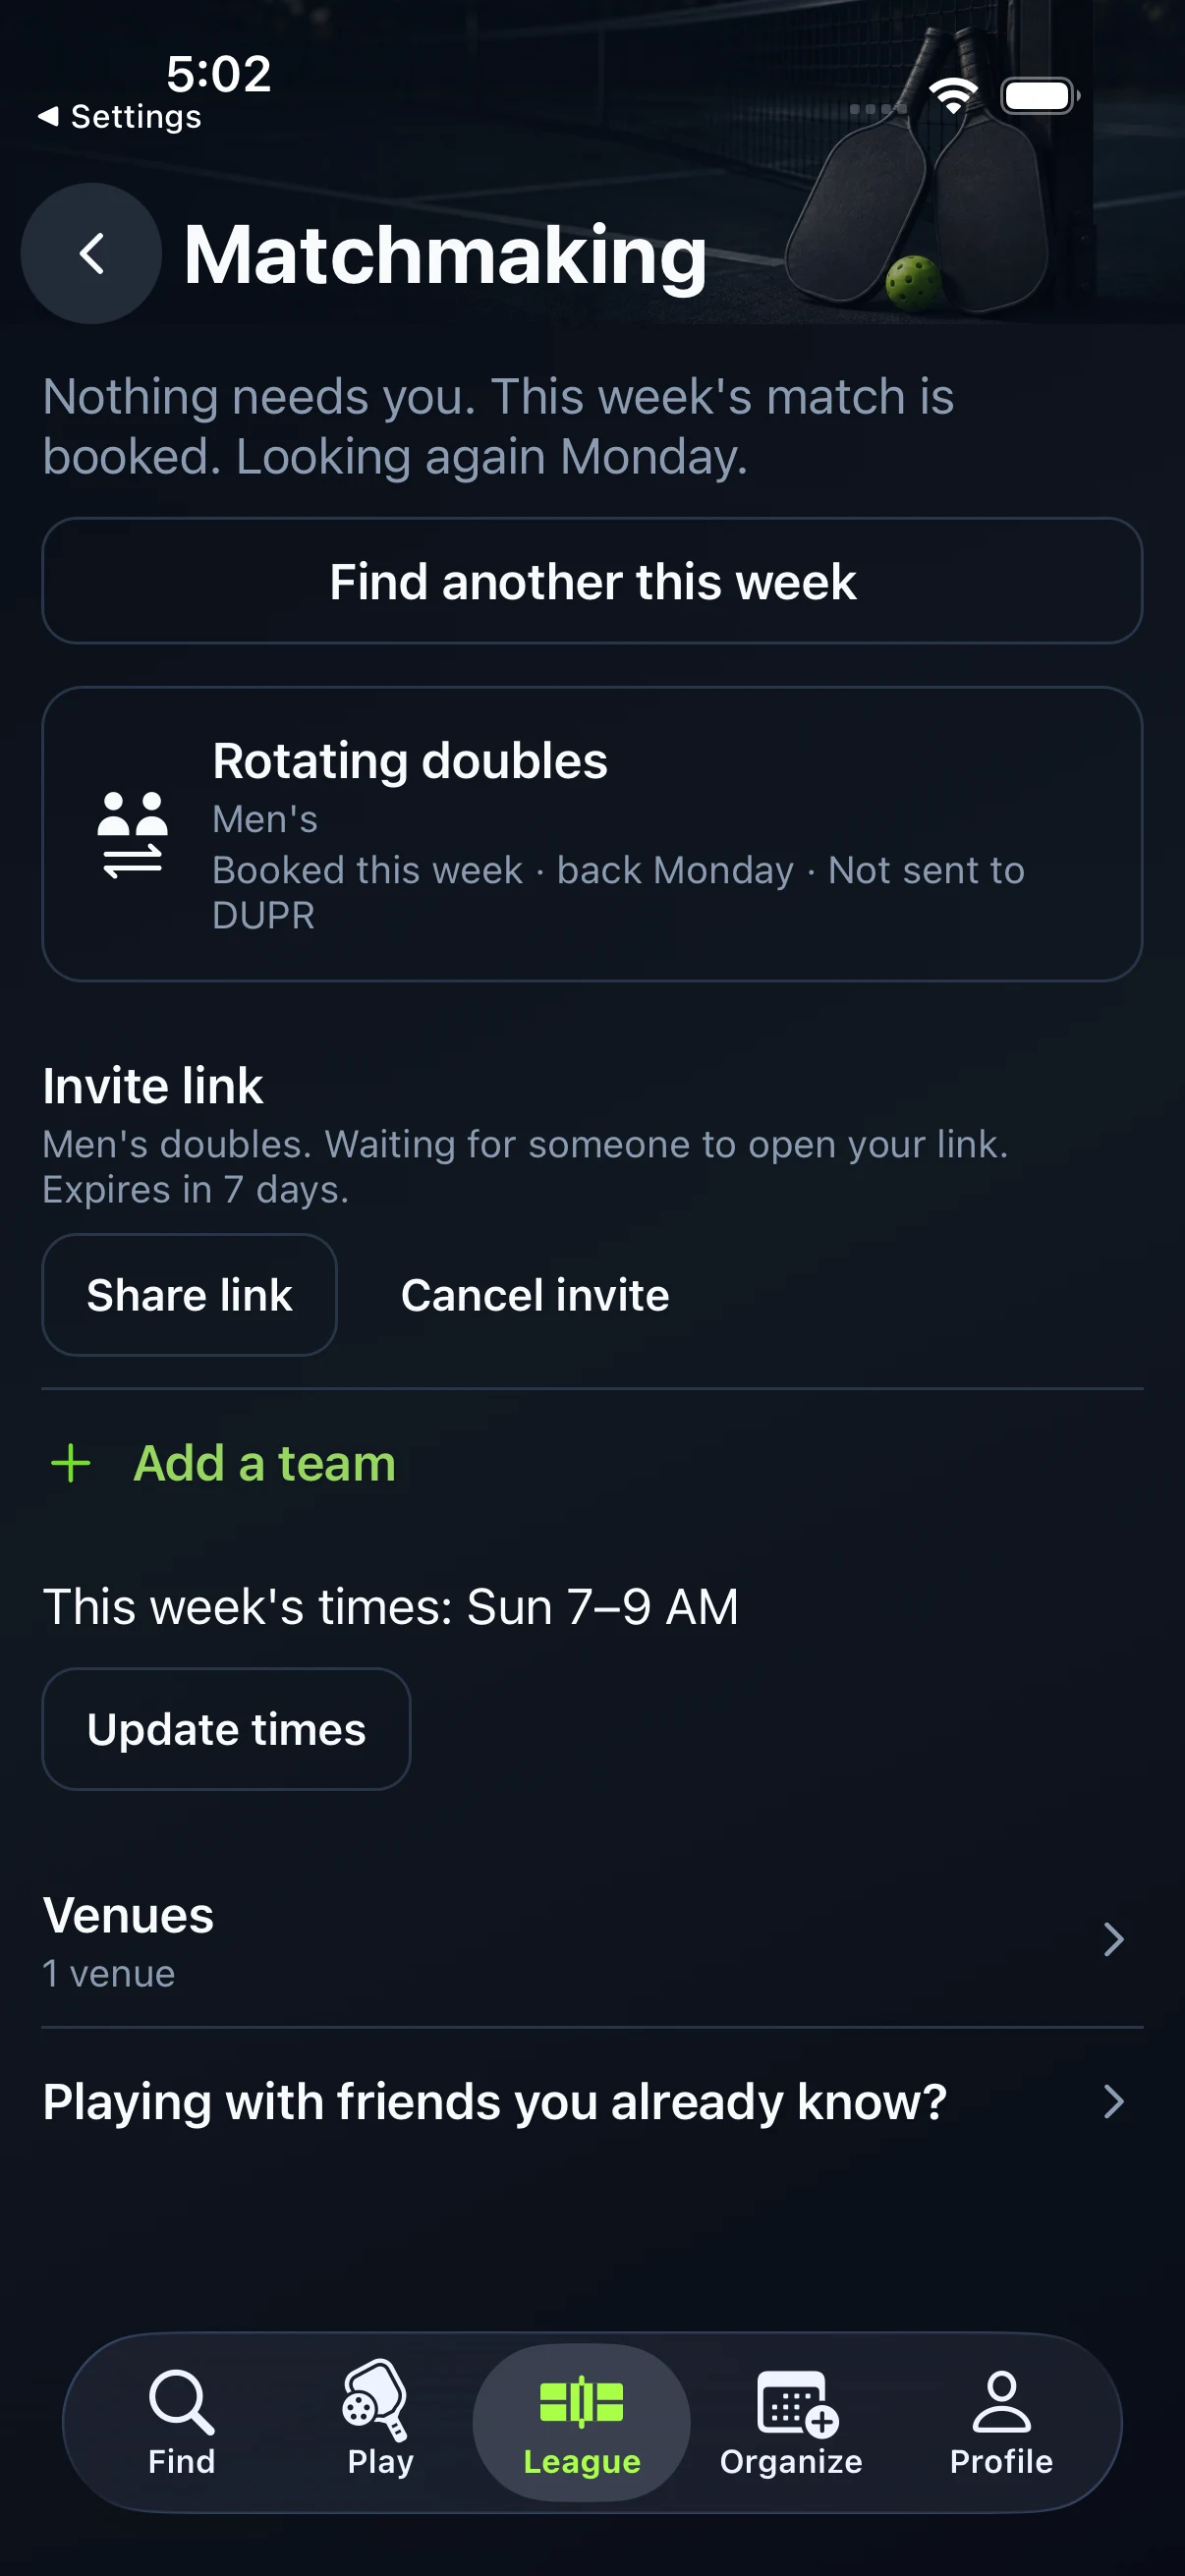 5:02
Settings
Matchmaking
Nothing needs you. This week's match is
booked. Looking again Monday.
Find another this week
Rotating doubles
Men's
Booked this week · back Monday · Not sent to
DUPR
Invite link
Men's doubles. Waiting for someone to open your link.
Expires in 7 days.
Share link
Cancel invite
Add a team
This week's times: Sun 7–9 AM
Update times
Venues
1 venue
Playing with friends you already know?
Find
Play
League
Organize
Profile